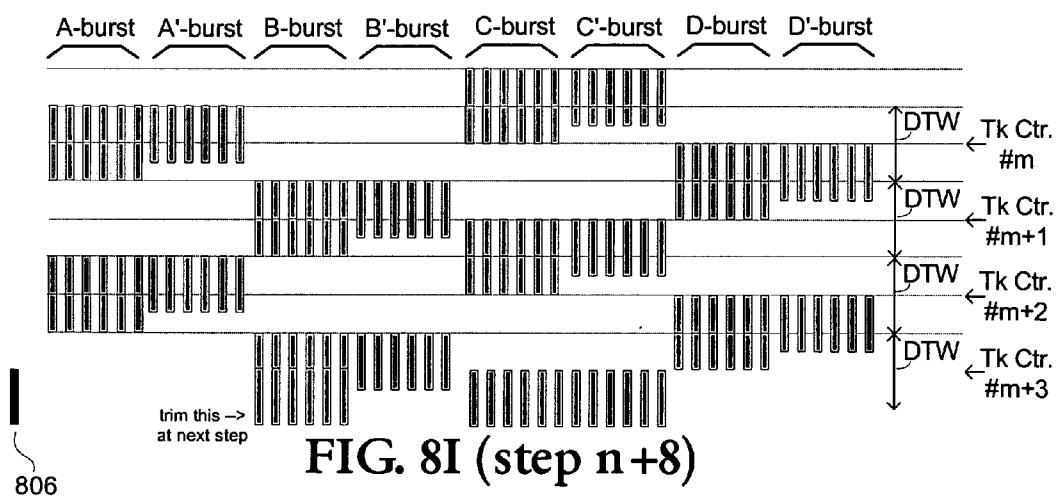 A-burst A'-burst B-burst B'-burst C-burst C'-burst D-burst D'-burst
DTW
Tk Ctr.
#m
DTW
Tk Ctr.
#m+1
DTW
Tk Ctr.
#m+2
DTW
Tk Ctr.
#m+3
trim this -->
at next step
FIG. 8I (step n+8)
806